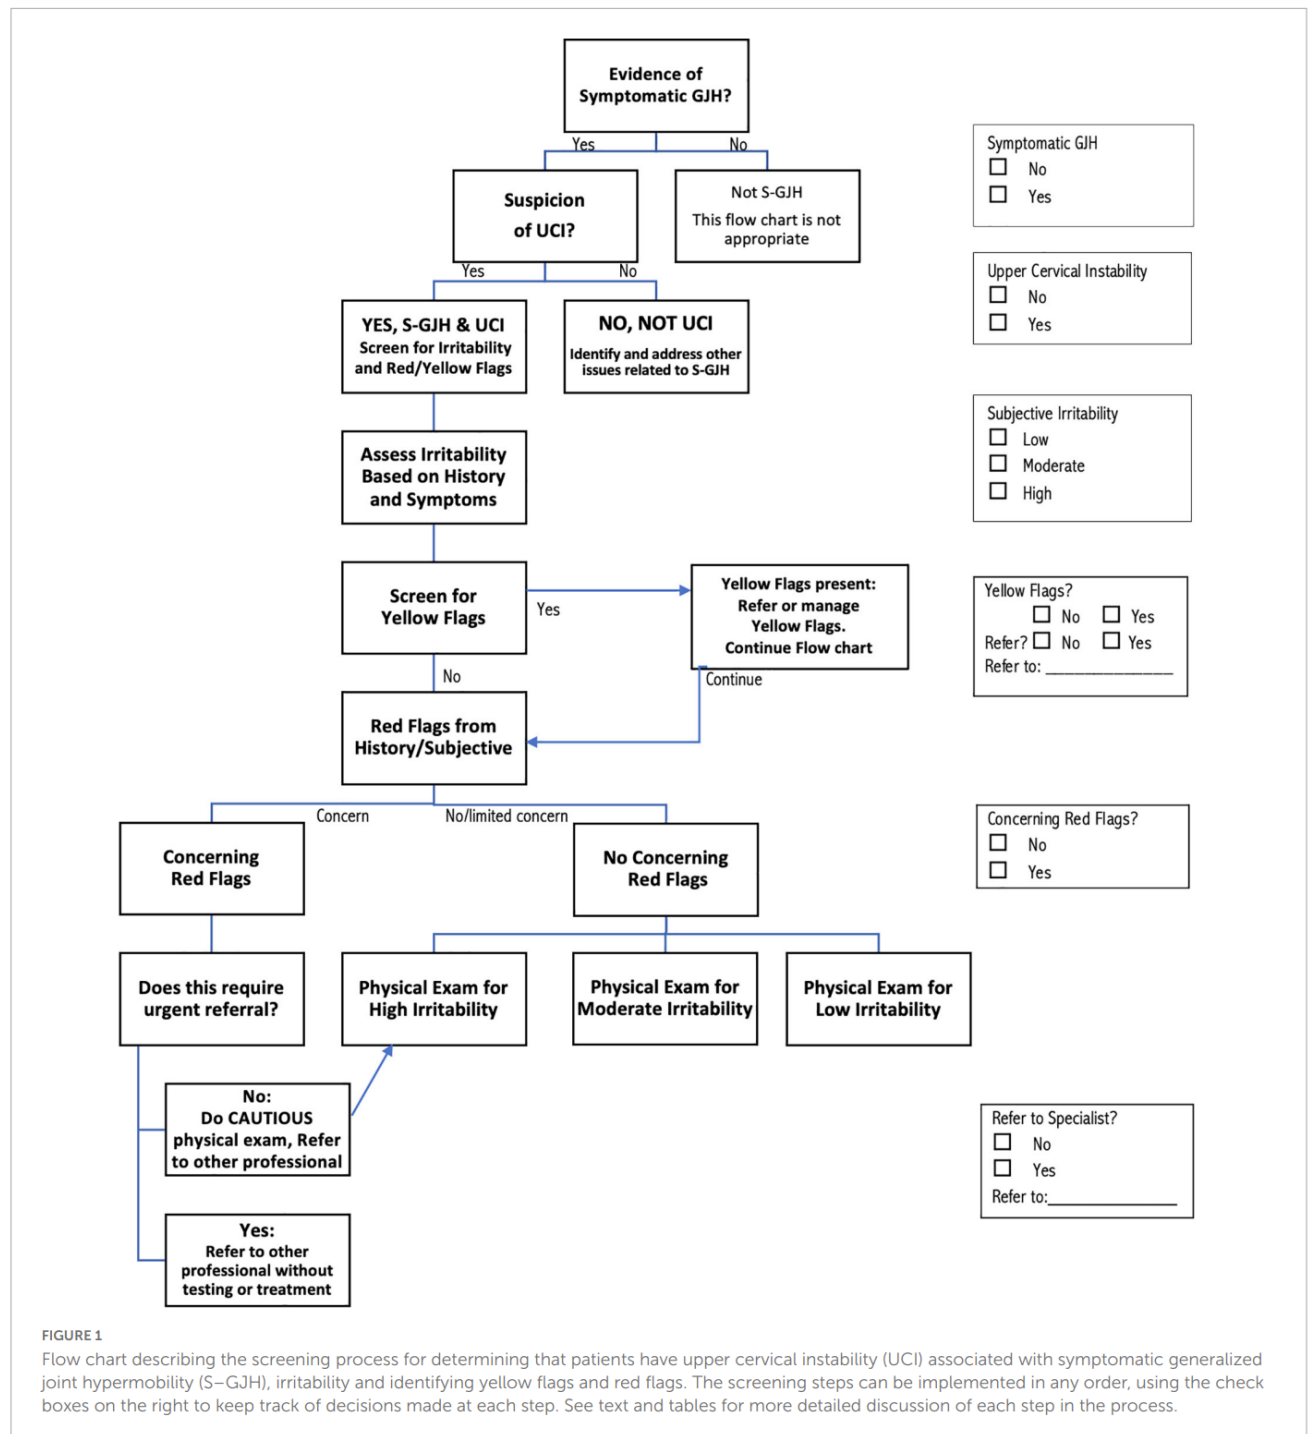 Evidence of
Symptomatic GJH?
Yes
No
Suspicion
of UCI?
Not S-GJH
This flow chart is not
appropriate
Yes
No
YES, S-GJH & UCI
Screen for Irritability
and Red/Yellow Flags
NO, NOT UCI
Identify and address other
issues related to S-GJH
Assess Irritability
Based on History
and Symptoms
Screen for
Yellow Flags
Yes
Yellow Flags present:
Refer or manage
Yellow Flags.
Continue Flow chart
No
Continue
Red Flags from
History/Subjective
Concern
No/limited concern
Concerning
Red Flags
No Concerning
Red Flags
Does this require
urgent referral?
Physical Exam for
High Irritability
Physical Exam for
Moderate Irritability
Physical Exam for
Low Irritability
No:
Do CAUTIOUS
physical exam, Refer
to other professional
Yes:
Refer to other
professional without
testing or treatment
Symptomatic GJH
No
Yes
Upper Cervical Instability
No
Yes
Subjective Irritability
Low
Moderate
High
Yellow Flags?
No Yes
Refer? No Yes
Refer to: ______________
Concerning Red Flags?
No
Yes
Refer to Specialist?
No
Yes
Refer to:______________
FIGURE 1
Flow chart describing the screening process for determining that patients have upper cervical instability (UCI) associated with symptomatic generalized
joint hypermobility (S–GJH), irritability and identifying yellow flags and red flags. The screening steps can be implemented in any order, using the check
boxes on the right to keep track of decisions made at each step. See text and tables for more detailed discussion of each step in the process.